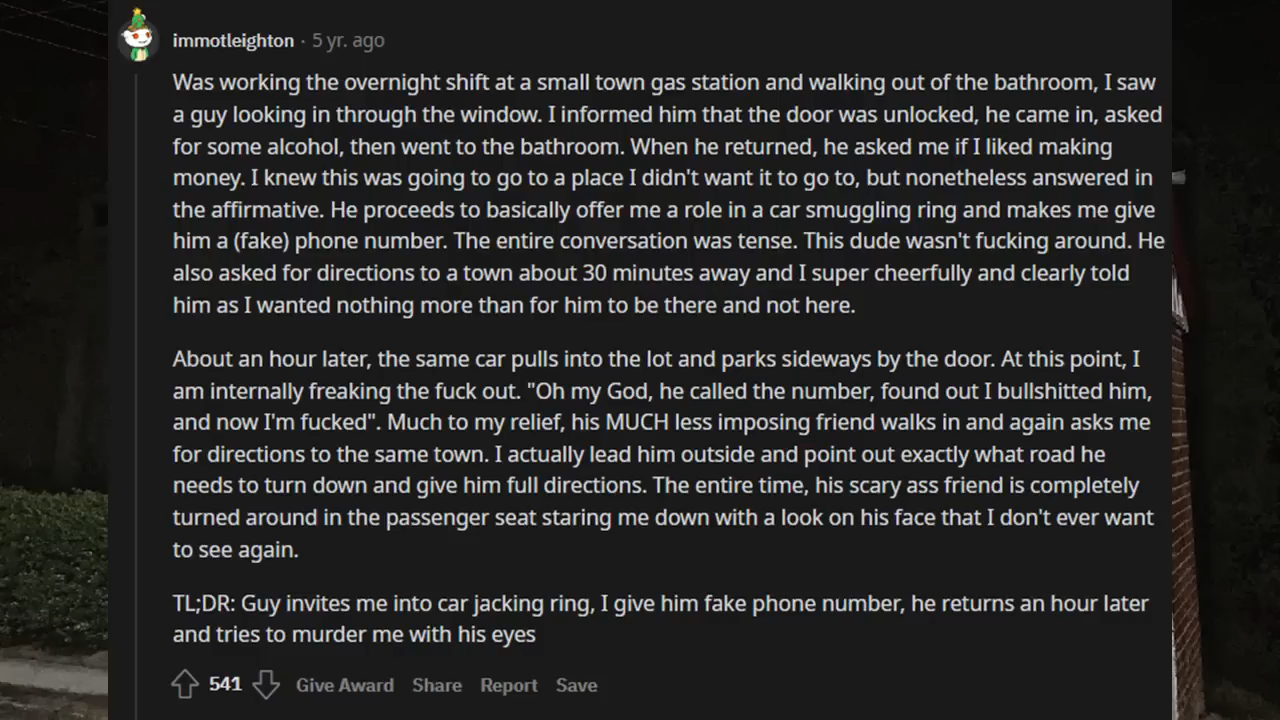 immotleighton · 5 yr. ago
Was working the overnight shift at a small town gas station and walking out of the bathroom, I saw
a guy looking in through the window. I informed him that the door was unlocked, he came in, asked
for some alcohol, then went to the bathroom. When he returned, he asked me if I liked making
money. I knew this was going to go to a place I didn't want it to go to, but nonetheless answered in
the affirmative. He proceeds to basically offer me a role in a car smuggling ring and makes me give
him a (fake) phone number. The entire conversation was tense. This dude wasn't fucking around. He
also asked for directions to a town about 30 minutes away and I super cheerfully and clearly told
him as I wanted nothing more than for him to be there and not here.
About an hour later, the same car pulls into the lot and parks sideways by the door. At this point, I
am internally freaking the fuck out. "Oh my God, he called the number, found out I bullshitted him,
and now I'm fucked". Much to my relief, his MUCH less imposing friend walks in and again asks me
for directions to the same town. I actually lead him outside and point out exactly what road he
needs to turn down and give him full directions. The entire time, his scary ass friend is completely
turned around in the passenger seat staring me down with a look on his face that I don't ever want
to see again.
TL;DR: Guy invites me into car jacking ring, I give him fake phone number, he returns an hour later
and tries to murder me with his eyes
541 Give Award Share Report Save